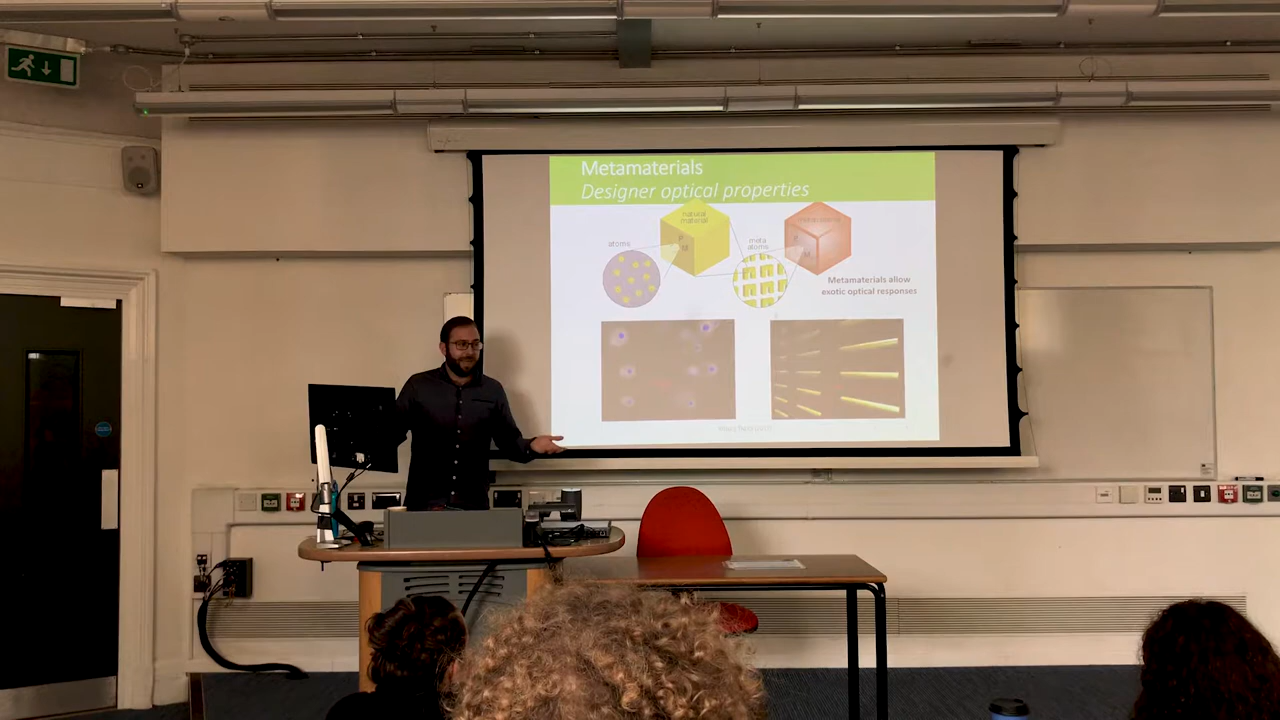 Metamaterials
Designer optical properties
natural
material
atoms
meta
atoms
Metamaterials allow
exotic optical responses